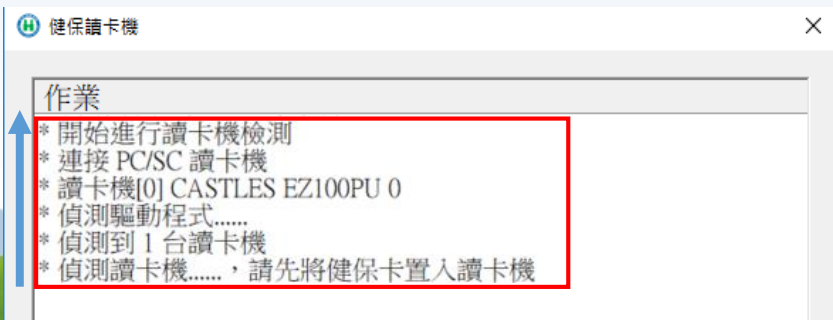 健保讀卡機
作業
* 開始進行讀卡機檢測
* 連接 PC/SC 讀卡機
* 讀卡機[0] CASTLES EZ100PU 0
* 偵測驅動程式......
* 偵測到 1 台讀卡機
* 偵測讀卡機......，請先將健保卡置入讀卡機